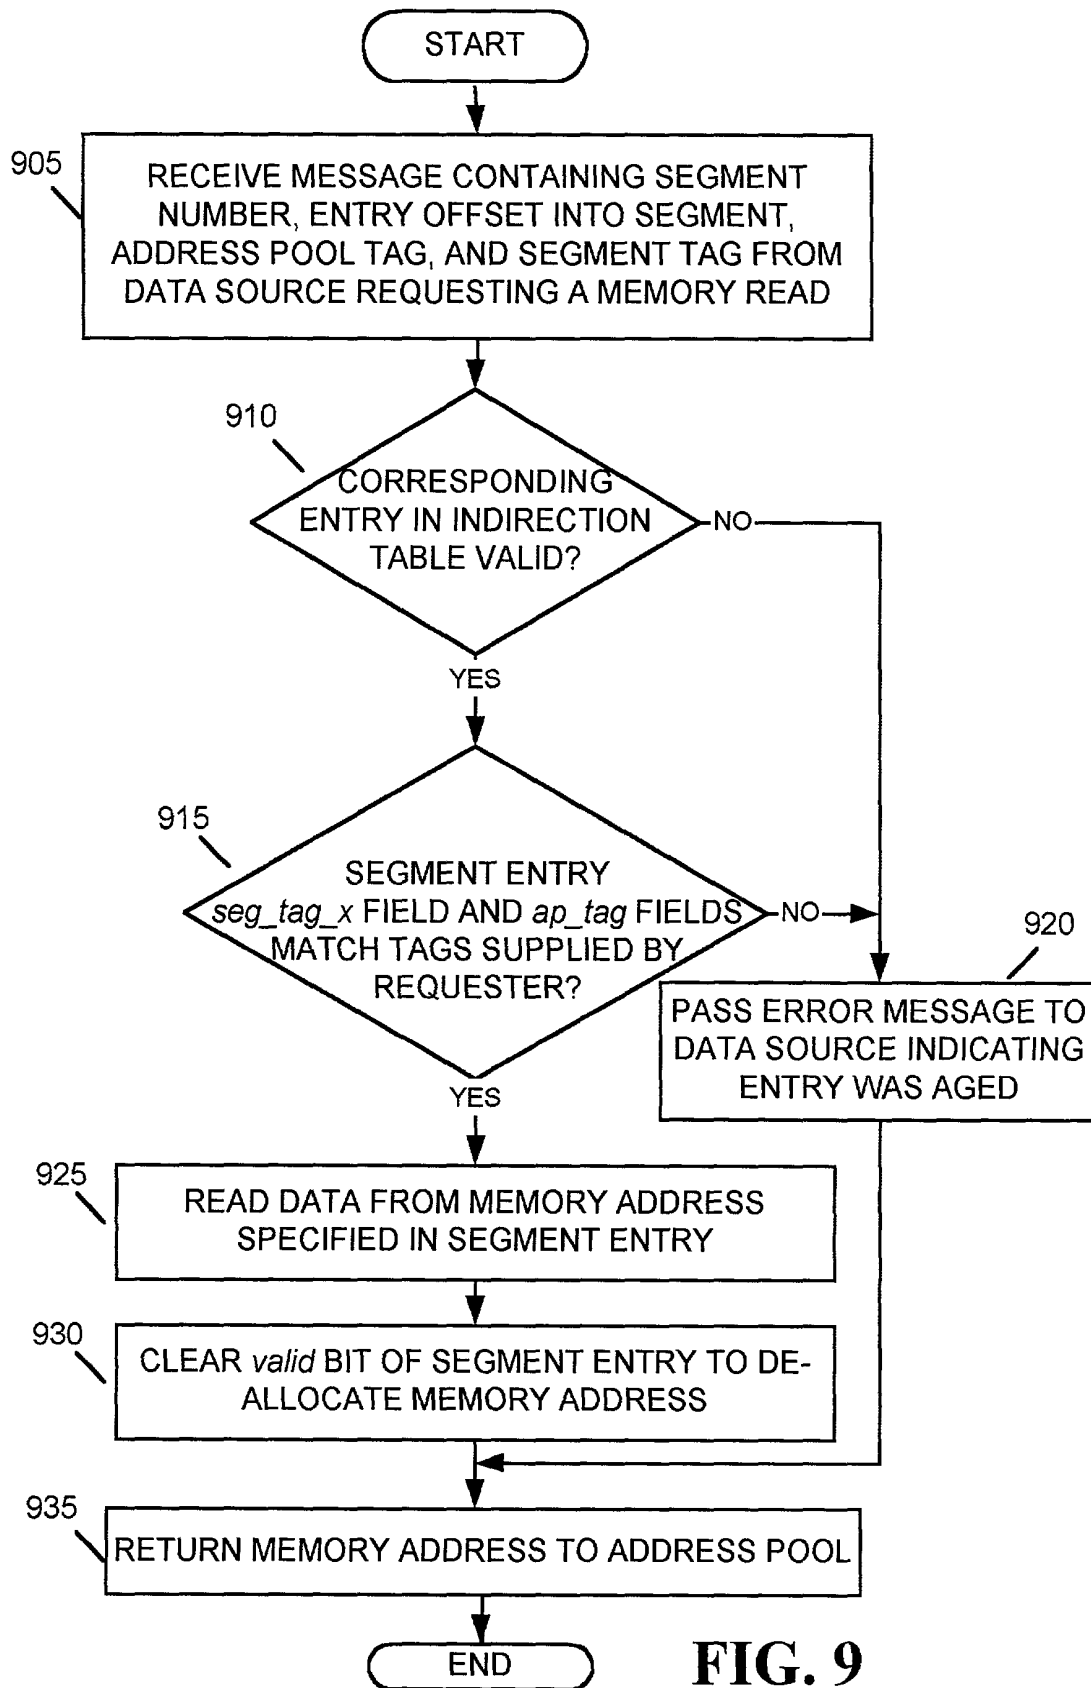 START
905
RECEIVE MESSAGE CONTAINING SEGMENT
NUMBER, ENTRY OFFSET INTO SEGMENT,
ADDRESS POOL TAG, AND SEGMENT TAG FROM
DATA SOURCE REQUESTING A MEMORY READ
910
CORRESPONDING
ENTRY IN INDIRECTION
TABLE VALID?
NO
YES
915
SEGMENT ENTRY
seg_tag_x FIELD AND ap_tag FIELDS
MATCH TAGS SUPPLIED BY
REQUESTER?
NO
920
PASS ERROR MESSAGE TO
DATA SOURCE INDICATING
ENTRY WAS AGED
YES
925
READ DATA FROM MEMORY ADDRESS
SPECIFIED IN SEGMENT ENTRY
930
CLEAR valid BIT OF SEGMENT ENTRY TO DE-
ALLOCATE MEMORY ADDRESS
935
RETURN MEMORY ADDRESS TO ADDRESS POOL
END
FIG. 9